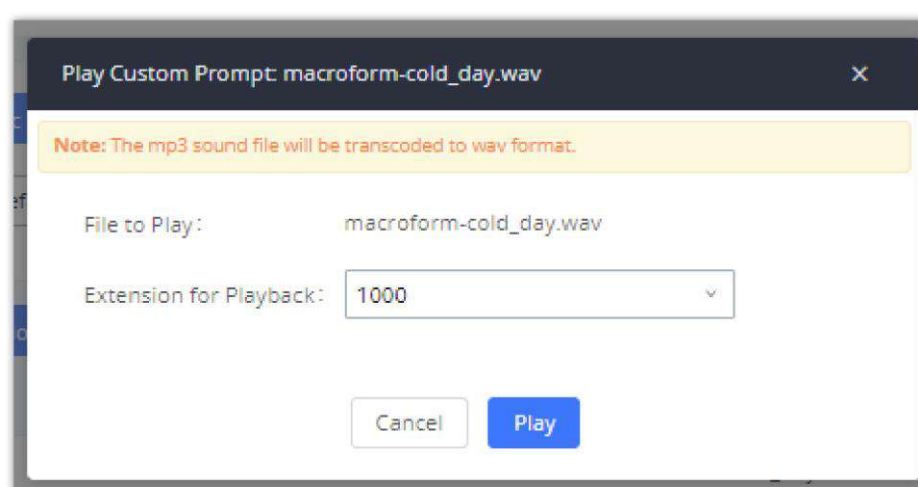 Play Custom Prompt: macroform-cold_day.wav
Note: The mp3 sound file will be transcoded to wav format.
File to Play: macroform-cold_day.wav
Extension for Playback: 1000
Cancel Play